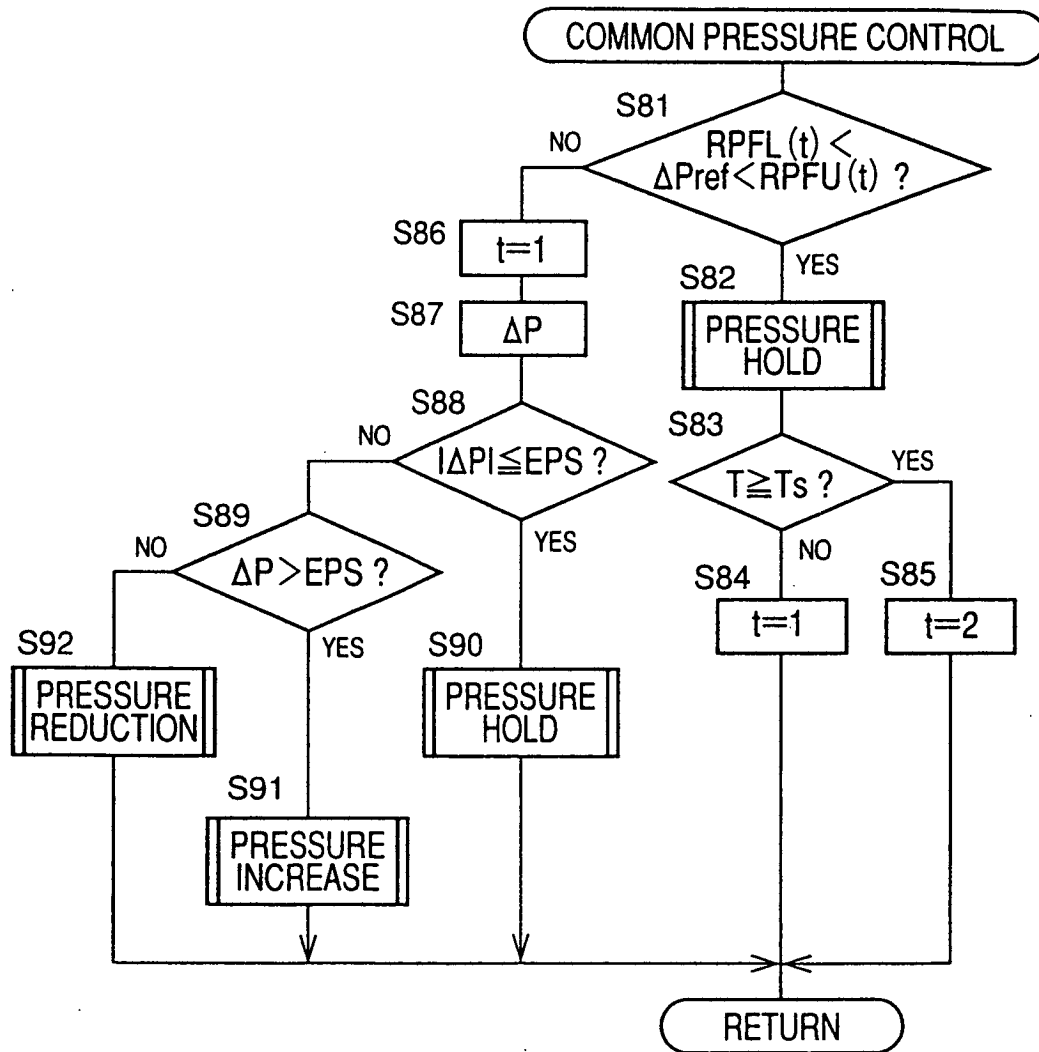 COMMON PRESSURE CONTROL
S81
RPFL(t)<
ΔPref<RPFU(t) ?
NO
YES
S86
t=1
S87
ΔP
S82
PRESSURE
HOLD
S88
|ΔP|≦EPS ?
NO
YES
S83
T≧Ts ?
YES
NO
S89
ΔP>EPS ?
NO
YES
S84
t=1
S85
t=2
S92
PRESSURE
REDUCTION
S90
PRESSURE
HOLD
S91
PRESSURE
INCREASE
RETURN